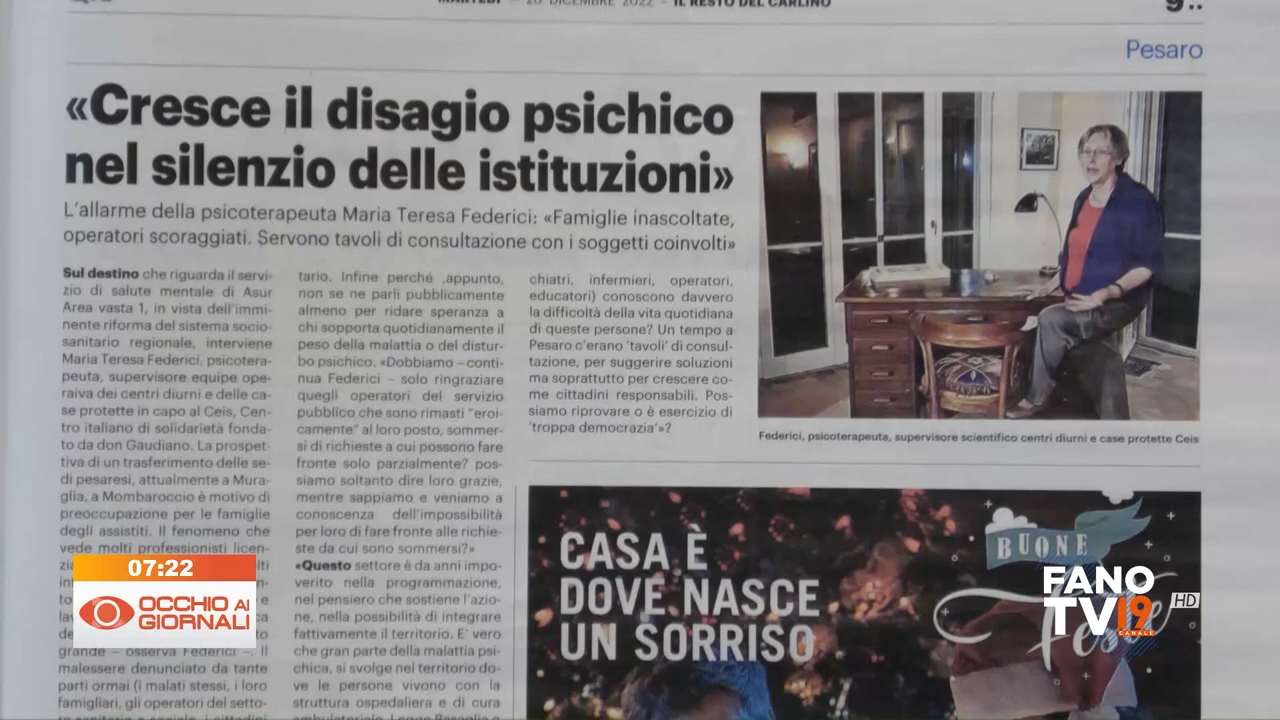 MARTEDÌ — 20 DICEMBRE 2022 – IL RESTO DEL CARLINO
9..
Pesaro
«Cresce il disagio psichico
nel silenzio delle istituzioni»
L'allarme della psicoterapeuta Maria Teresa Federici: «Famiglie inascoltate,
operatori scoraggiati. Servono tavoli di consultazione con i soggetti coinvolti»
Sul destino che riguarda il servi-
zio di salute mentale di Asur
Area vasta 1, in vista dell'immi-
nente riforma del sistema socio-
sanitario regionale, interviene
Maria Teresa Federici, psicotera-
peuta, supervisore equipe ope-
raiva dei centri diurni e delle ca-
se protette in capo al Ceis, Cen-
tro italiano di solidarietà fonda-
to da don Gaudiano. La prospet-
tiva di un trasferimento delle se-
di pesaresi, attualmente a Mura-
glia, a Mombaroccio è motivo di
preoccupazione per le famiglie
degli assistiti. Il fenomeno che
vede molti professionisti licen-
grande – osserva Federici –. Il
malessere denunciato da tante
parti ormai (i malati stessi, i loro
famigliari, gli operatori del setto-
tario. Infine perché ,appunto,
non se ne parli pubblicamente
almeno per ridare speranza a
chi sopporta quotidianamente il
peso della malattia o del distur-
bo psichico. «Dobbiamo – conti-
nua Federici – solo ringraziare
quegli operatori del servizio
pubblico che sono rimasti "eroi-
camente" al loro posto, sommer-
si di richieste a cui possono fare
fronte solo parzialmente? pos-
siamo soltanto dire loro grazie,
mentre sappiamo e veniamo a
conoscenza dell'impossibilità
per loro di fare fronte alle richie-
ste da cui sono sommersi?»
«Questo settore è da anni impo-
verito nella programmazione,
nel pensiero che sostiene l'azio-
ne, nella possibilità di integrare
fattivamente il territorio. E' vero
che gran parte della malattia psi-
chica, si svolge nel territorio do-
ve le persone vivono con la
struttura ospedaliera e di cura
chiatri, infermieri, operatori,
educatori) conoscono davvero
la difficoltà della vita quotidiana
di queste persone? Un tempo a
Pesaro c'erano 'tavoli' di consul-
tazione, per suggerire soluzioni
ma soprattutto per crescere co-
me cittadini responsabili. Pos-
siamo riprovare o è esercizio di
'troppa democrazia'»?
Federici, psicoterapeuta, supervisore scientifico centri diurni e case protette Ceis
CASA È
DOVE NASCE
UN SORRISO
BUONE
Feste
07:22
OCCHIO AI
GIORNALI
FANO
TV19
CANALE
HD